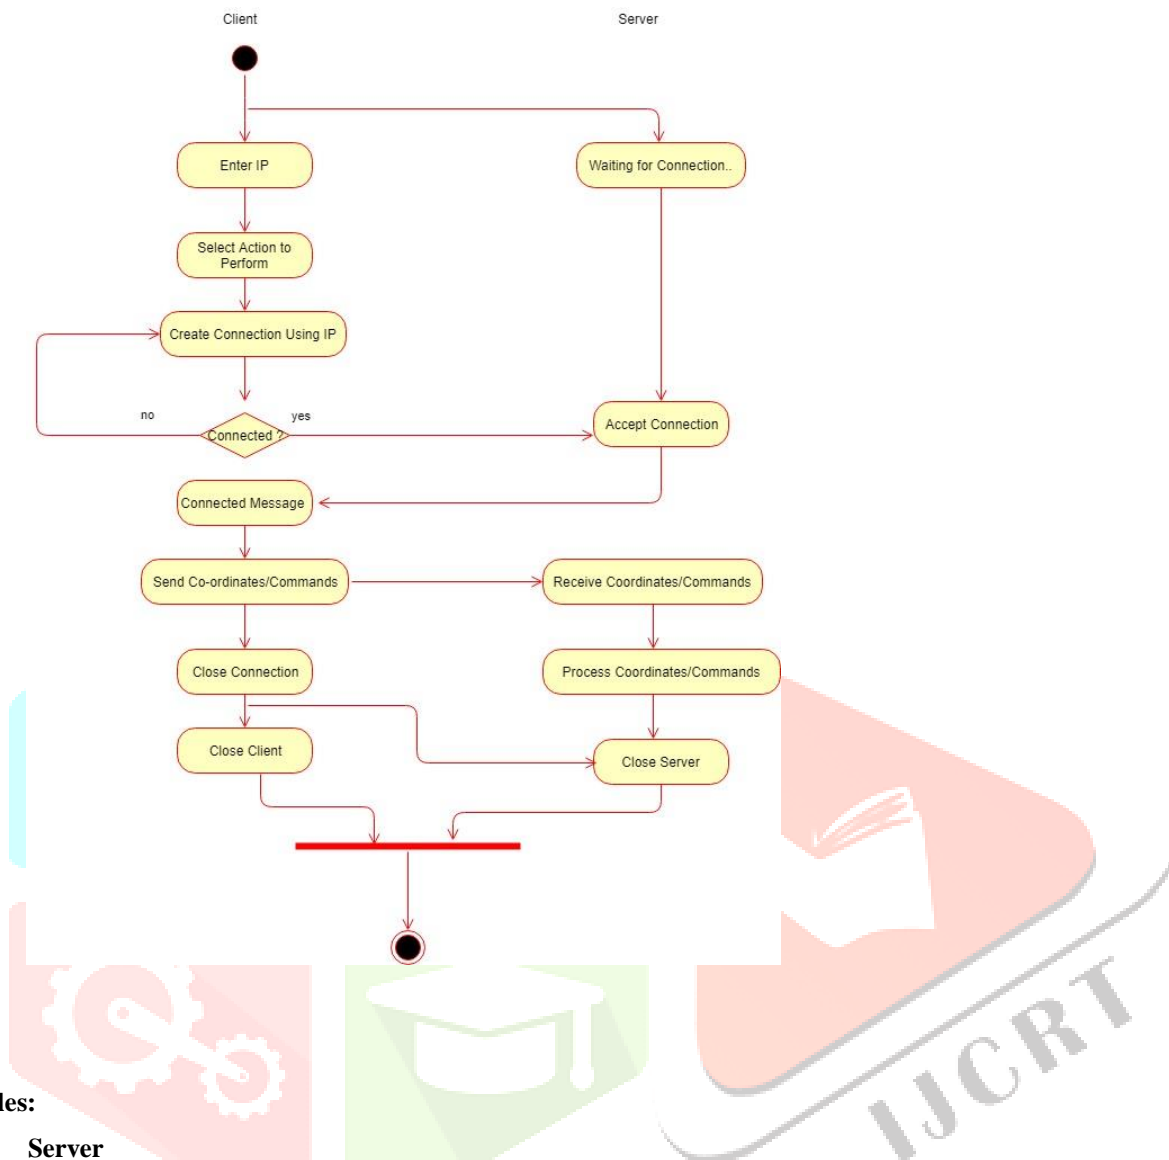 Client
Server
Enter IP
Waiting for Connection..
Select Action to
Perform
Create Connection Using IP
no
yes
Connected ?
Accept Connection
Connected Message
Send Co-ordinates/Commands
Receive Coordinates/Commands
Close Connection
Process Coordinates/Commands
Close Client
Close Server
IJCRT
les:
Server